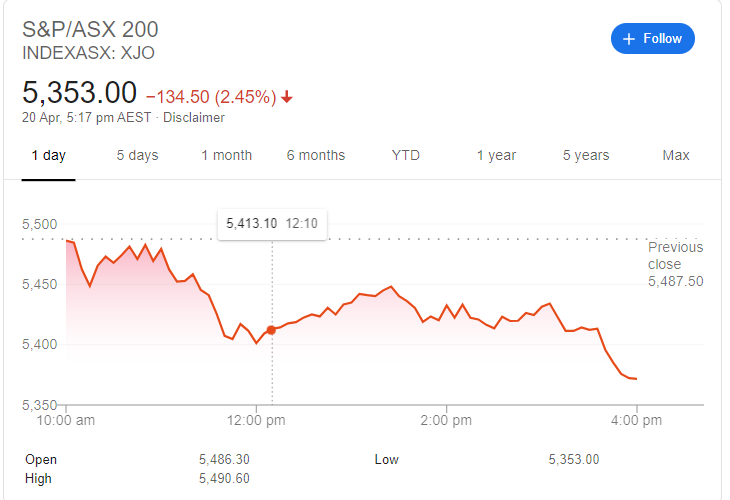 S&P/ASX 200
INDEXASX: XJO
+ Follow
5,353.00 −134.50 (2.45%)
20 Apr, 5:17 pm AEST · Disclaimer
1 day 5 days 1 month 6 months YTD 1 year 5 years Max
5,413.10 12:10
5,500
Previous
close
5,487.50
5,450
5,400
5,350
10:00 am 12:00 pm 2:00 pm 4:00 pm
Open 5,486.30 Low 5,353.00
High 5,490.60